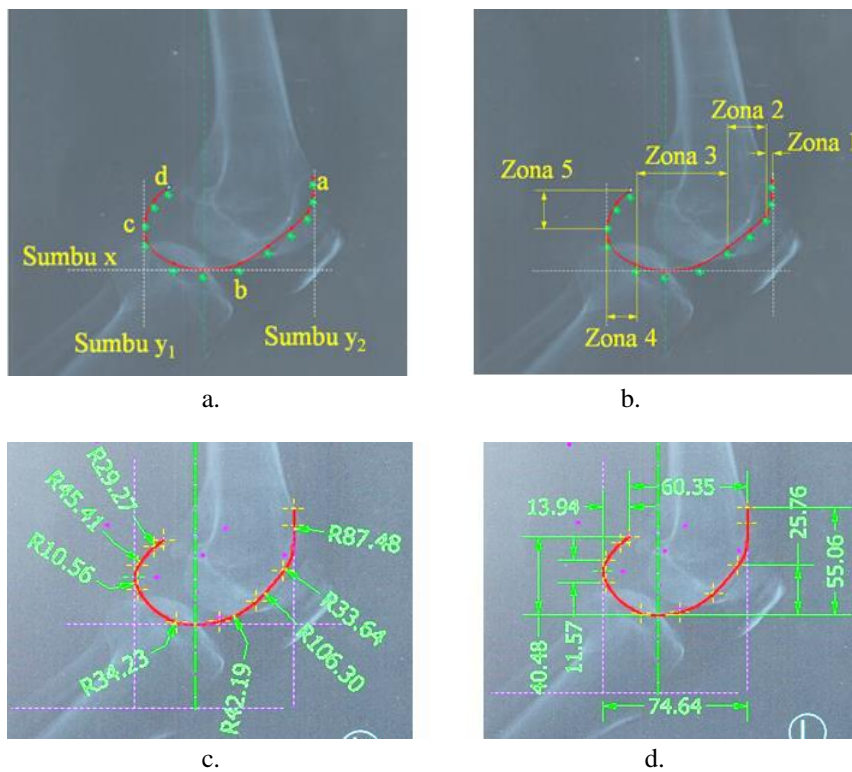 d
a
c
Sumbu x
b
Sumbu y₁
Sumbu y₂
a.
Zona 2
Zona 1
Zona 3
Zona 5
Zona 4
b.
R29.27
R45.41
R10.56
R87.48
R33.64
R106.30
R34.23
R42.19
c.
60.35
13.94
25.76
55.06
40.48
11.57
74.64
L
d.